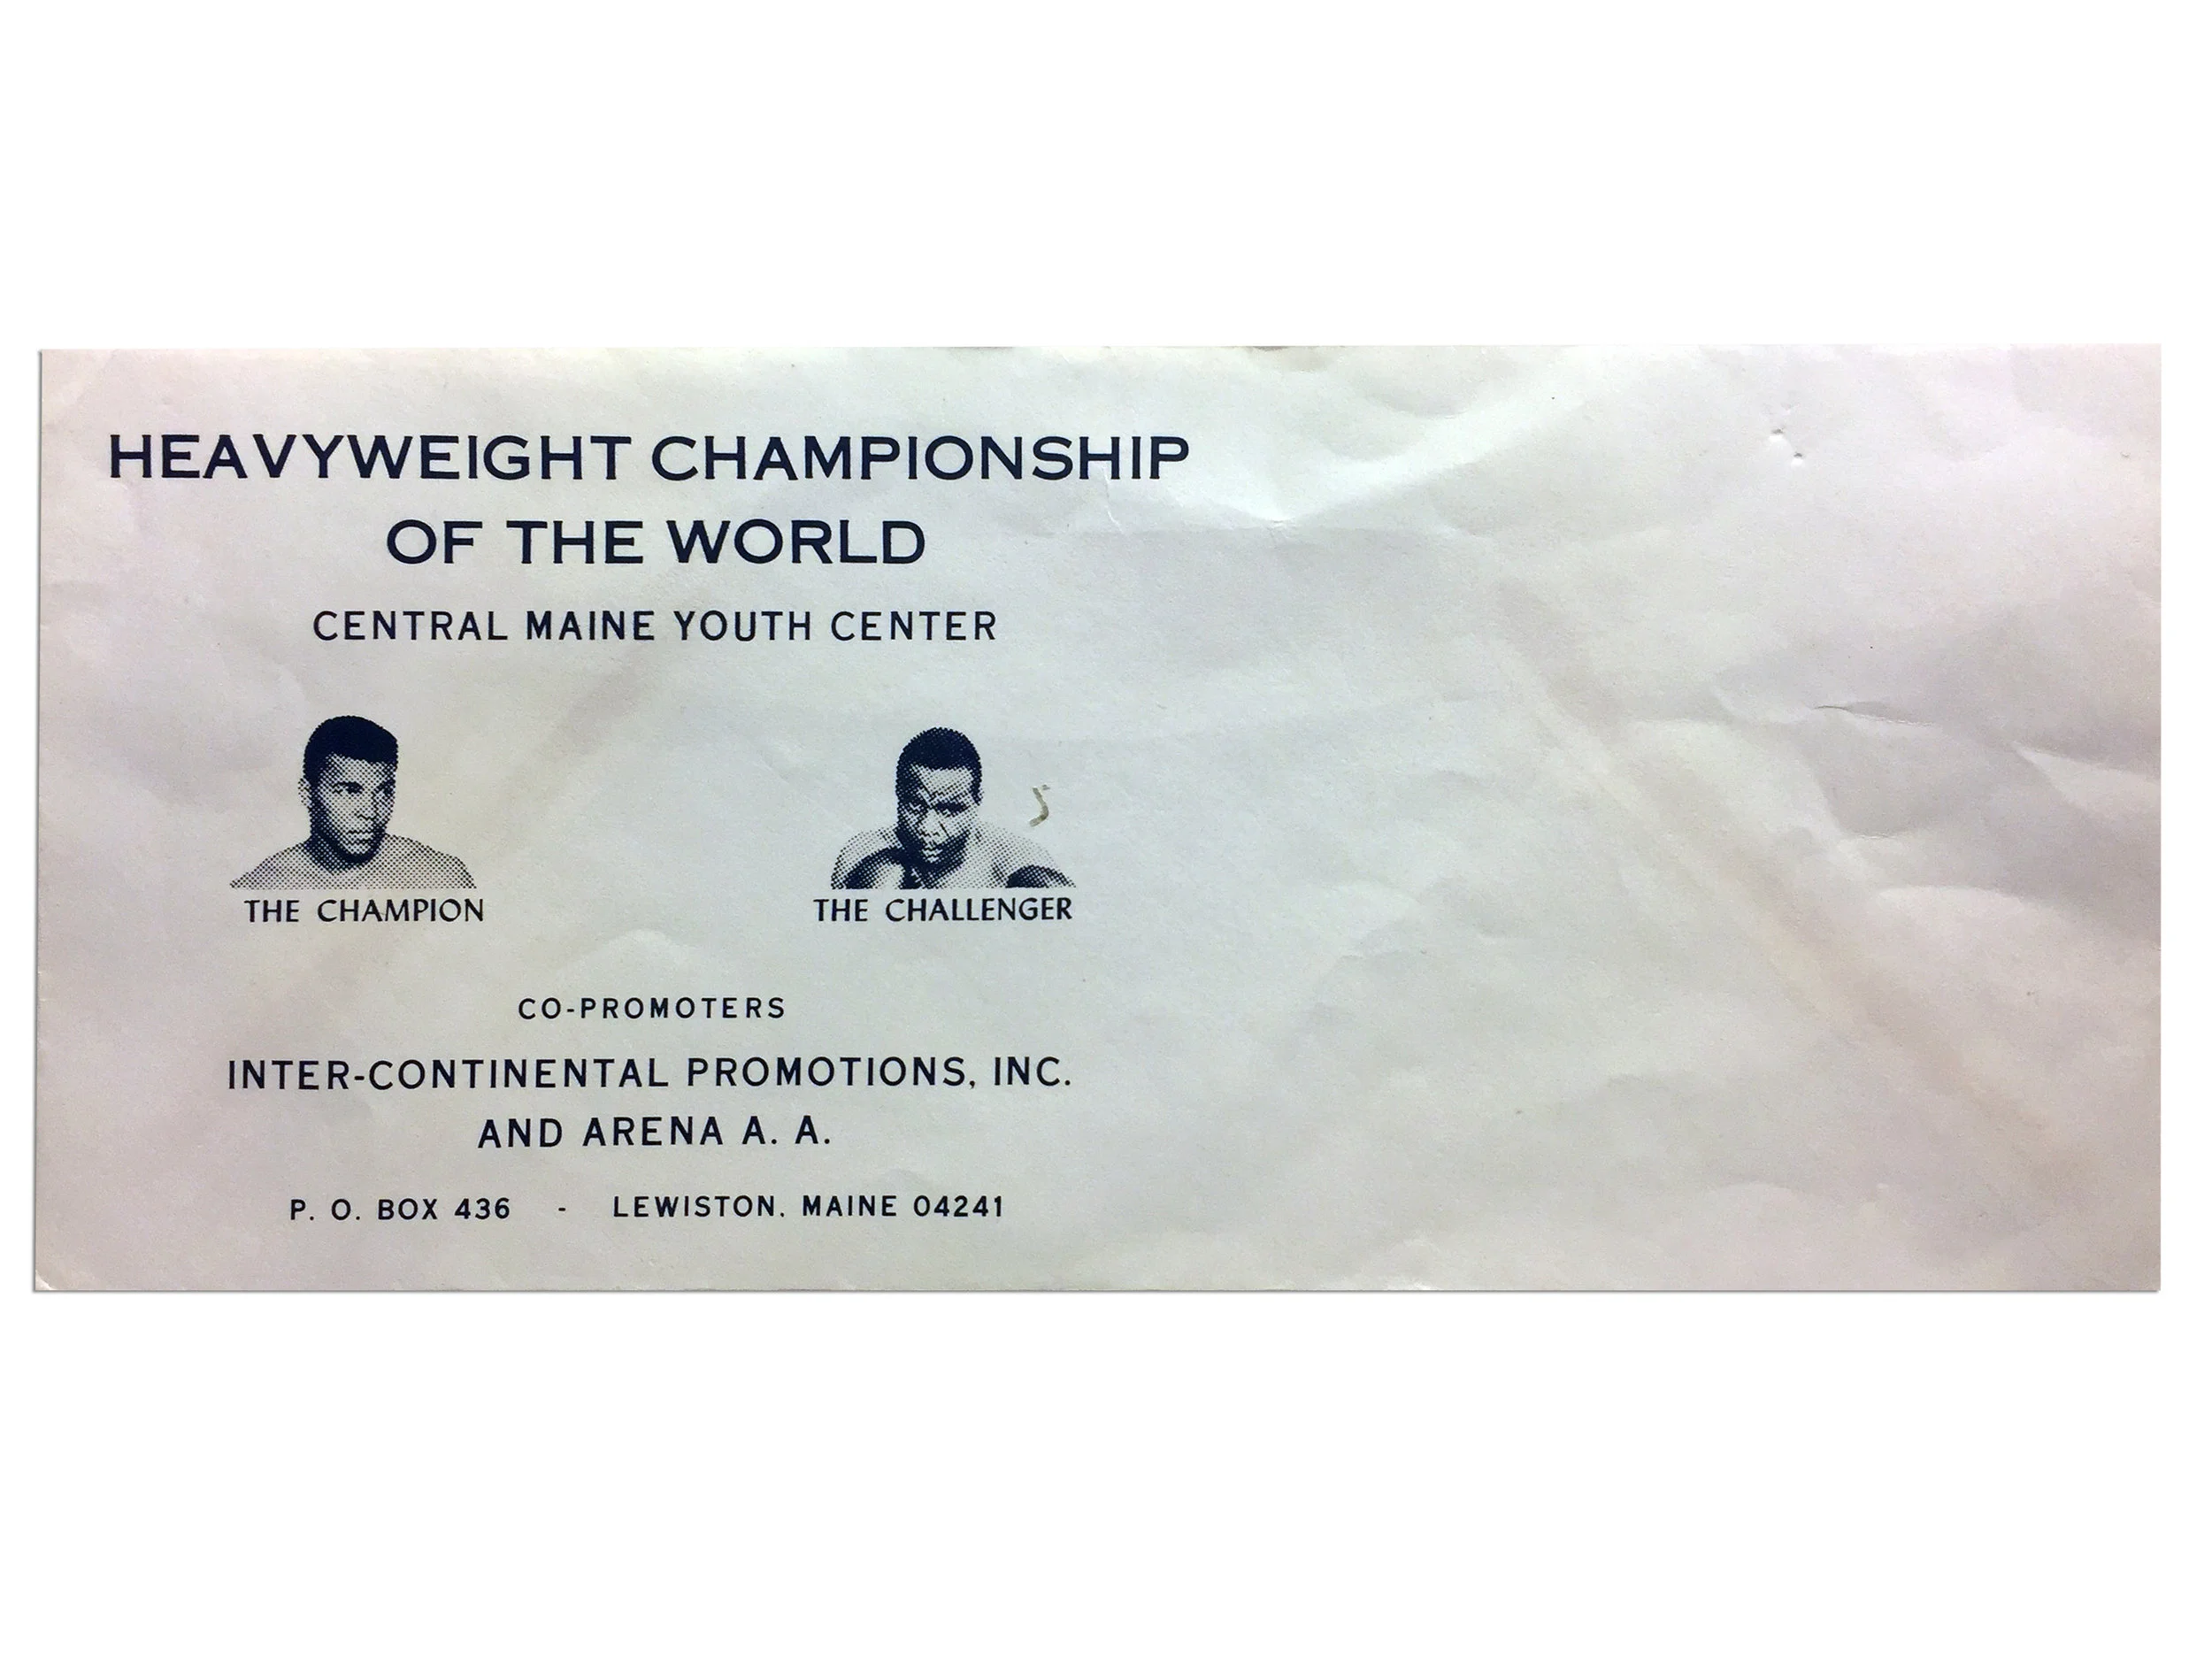 HEAVYWEIGHT CHAMPIONSHIP
OF THE WORLD
CENTRAL MAINE YOUTH CENTER
THE CHAMPION
THE CHALLENGER
CO-PROMOTERS
INTER-CONTINENTAL PROMOTIONS, INC.
AND ARENA A. A.
P. O. BOX 436 - LEWISTON, MAINE 04241